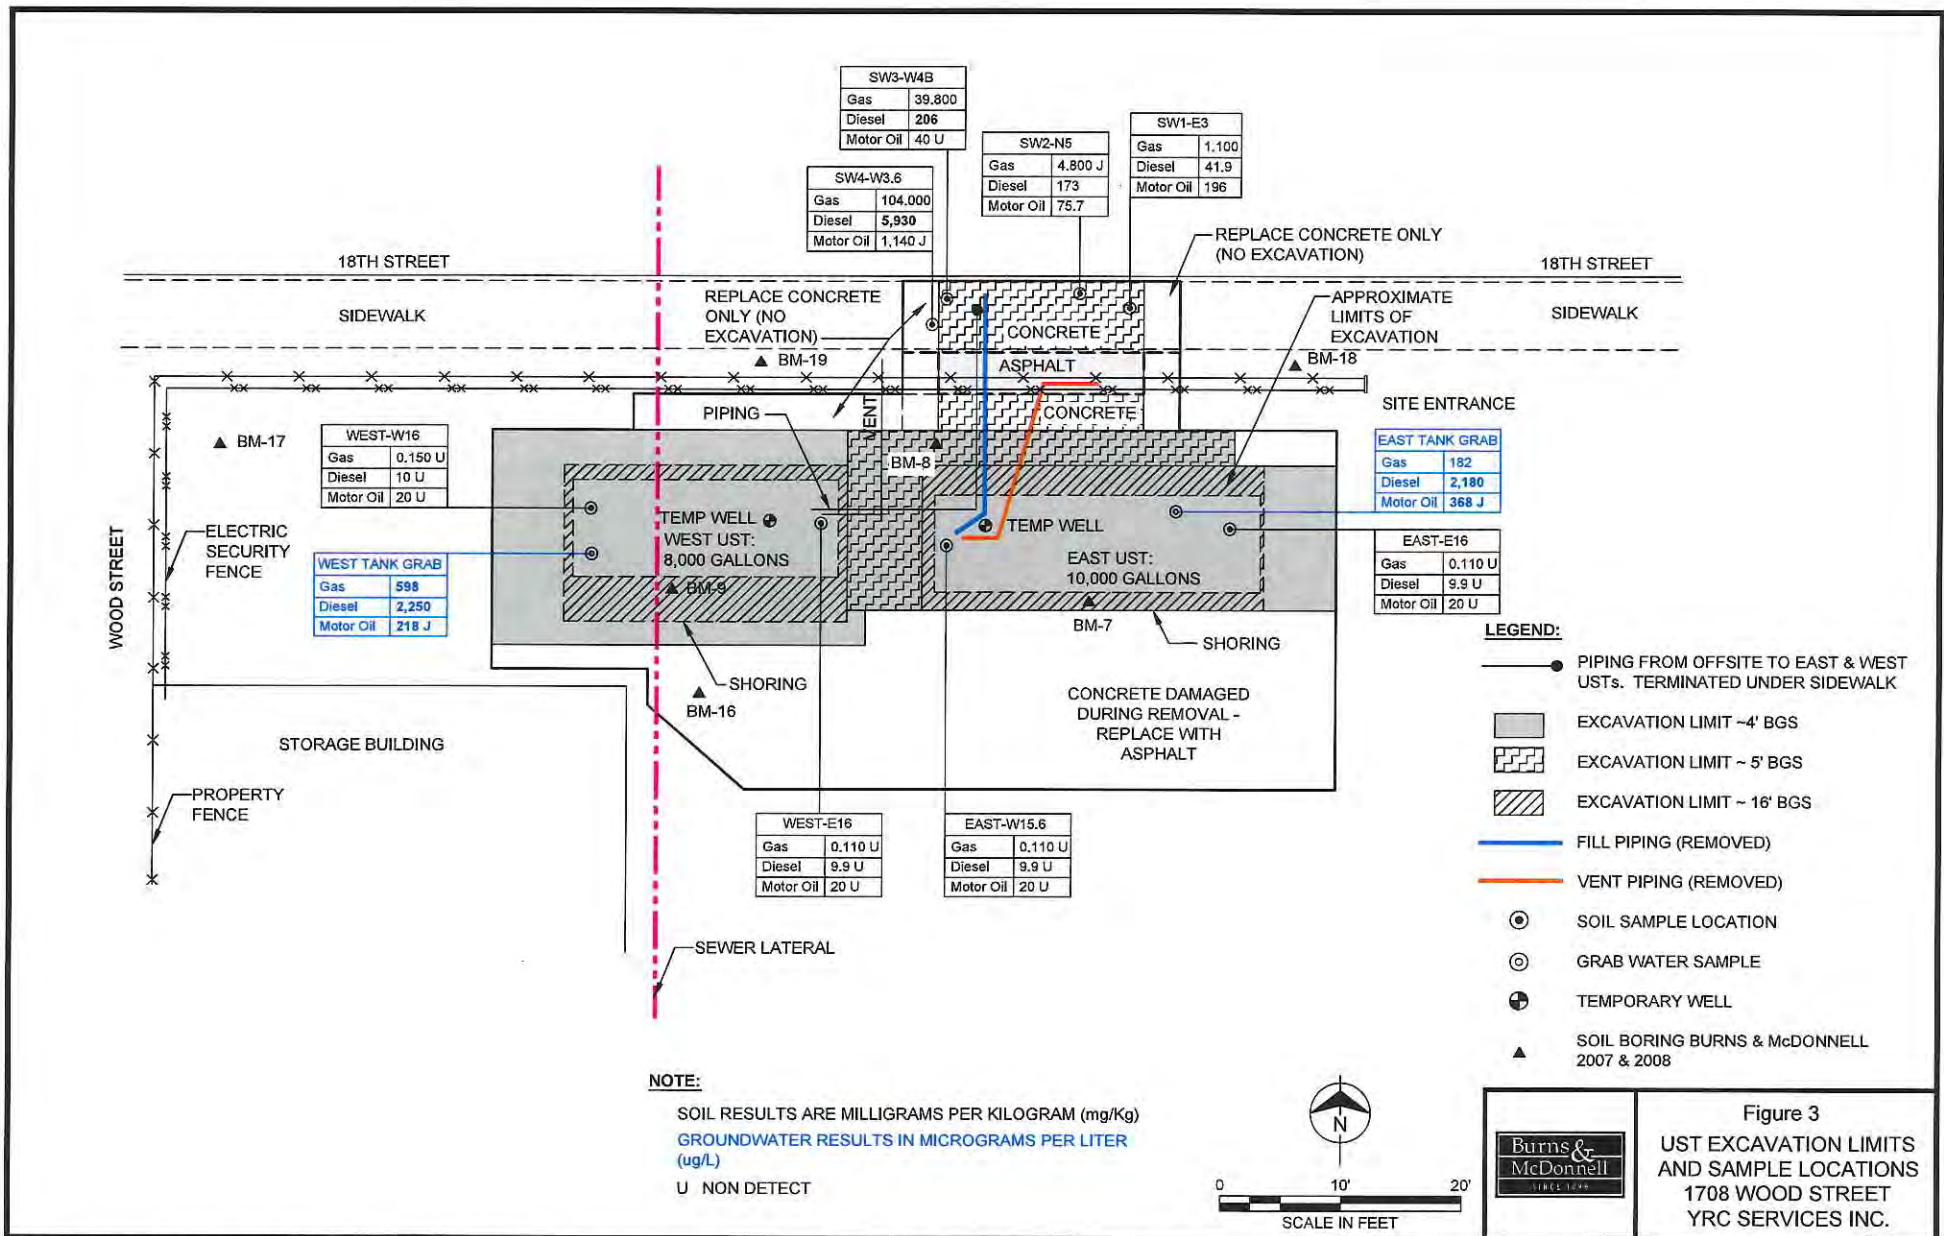 SW3-W4B
Gas 39.800
Diesel 206
Motor Oil 40 U
SW2-N5
Gas 4.800 J
Diesel 173
Motor Oil 75.7
SW1-E3
Gas 1.100
Diesel 41.9
Motor Oil 196
SW4-W3.6
Gas 104.000
Diesel 5,930
Motor Oil 1,140 J
REPLACE CONCRETE ONLY
(NO EXCAVATION)
18TH STREET
18TH STREET
SIDEWALK
REPLACE CONCRETE
ONLY (NO
EXCAVATION)
CONCRETE
APPROXIMATE
LIMITS OF
EXCAVATION
SIDEWALK
BM-19
ASPHALT
BM-18
PIPING
VENT
CONCRETE
SITE ENTRANCE
BM-17
WEST-W16
Gas 0.150 U
Diesel 10 U
Motor Oil 20 U
BM-8
EAST TANK GRAB
Gas 182
Diesel 2,180
Motor Oil 368 J
WOOD STREET
ELECTRIC
SECURITY
FENCE
TEMP WELL
WEST UST:
8,000 GALLONS
TEMP WELL
EAST UST:
10,000 GALLONS
WEST TANK GRAB
Gas 598
Diesel 2,250
Motor Oil 218 J
EAST-E16
Gas 0.110 U
Diesel 9.9 U
Motor Oil 20 U
BM-9
BM-7
SHORING
SHORING
BM-16
CONCRETE DAMAGED
DURING REMOVAL -
REPLACE WITH
ASPHALT
STORAGE BUILDING
PROPERTY
FENCE
WEST-E16
Gas 0.110 U
Diesel 9.9 U
Motor Oil 20 U
EAST-W15.6
Gas 0.110 U
Diesel 9.9 U
Motor Oil 20 U
SEWER LATERAL
LEGEND:
PIPING FROM OFFSITE TO EAST & WEST
USTs. TERMINATED UNDER SIDEWALK
EXCAVATION LIMIT ~4' BGS
EXCAVATION LIMIT ~ 5' BGS
EXCAVATION LIMIT ~ 16' BGS
FILL PIPING (REMOVED)
VENT PIPING (REMOVED)
SOIL SAMPLE LOCATION
GRAB WATER SAMPLE
TEMPORARY WELL
SOIL BORING BURNS & McDONNELL
2007 & 2008
NOTE:
SOIL RESULTS ARE MILLIGRAMS PER KILOGRAM (mg/Kg)
GROUNDWATER RESULTS IN MICROGRAMS PER LITER
(ug/L)
U NON DETECT
N
0 10' 20'
SCALE IN FEET
Burns &
McDonnell
SINCE 1898
Figure 3
UST EXCAVATION LIMITS
AND SAMPLE LOCATIONS
1708 WOOD STREET
YRC SERVICES INC.